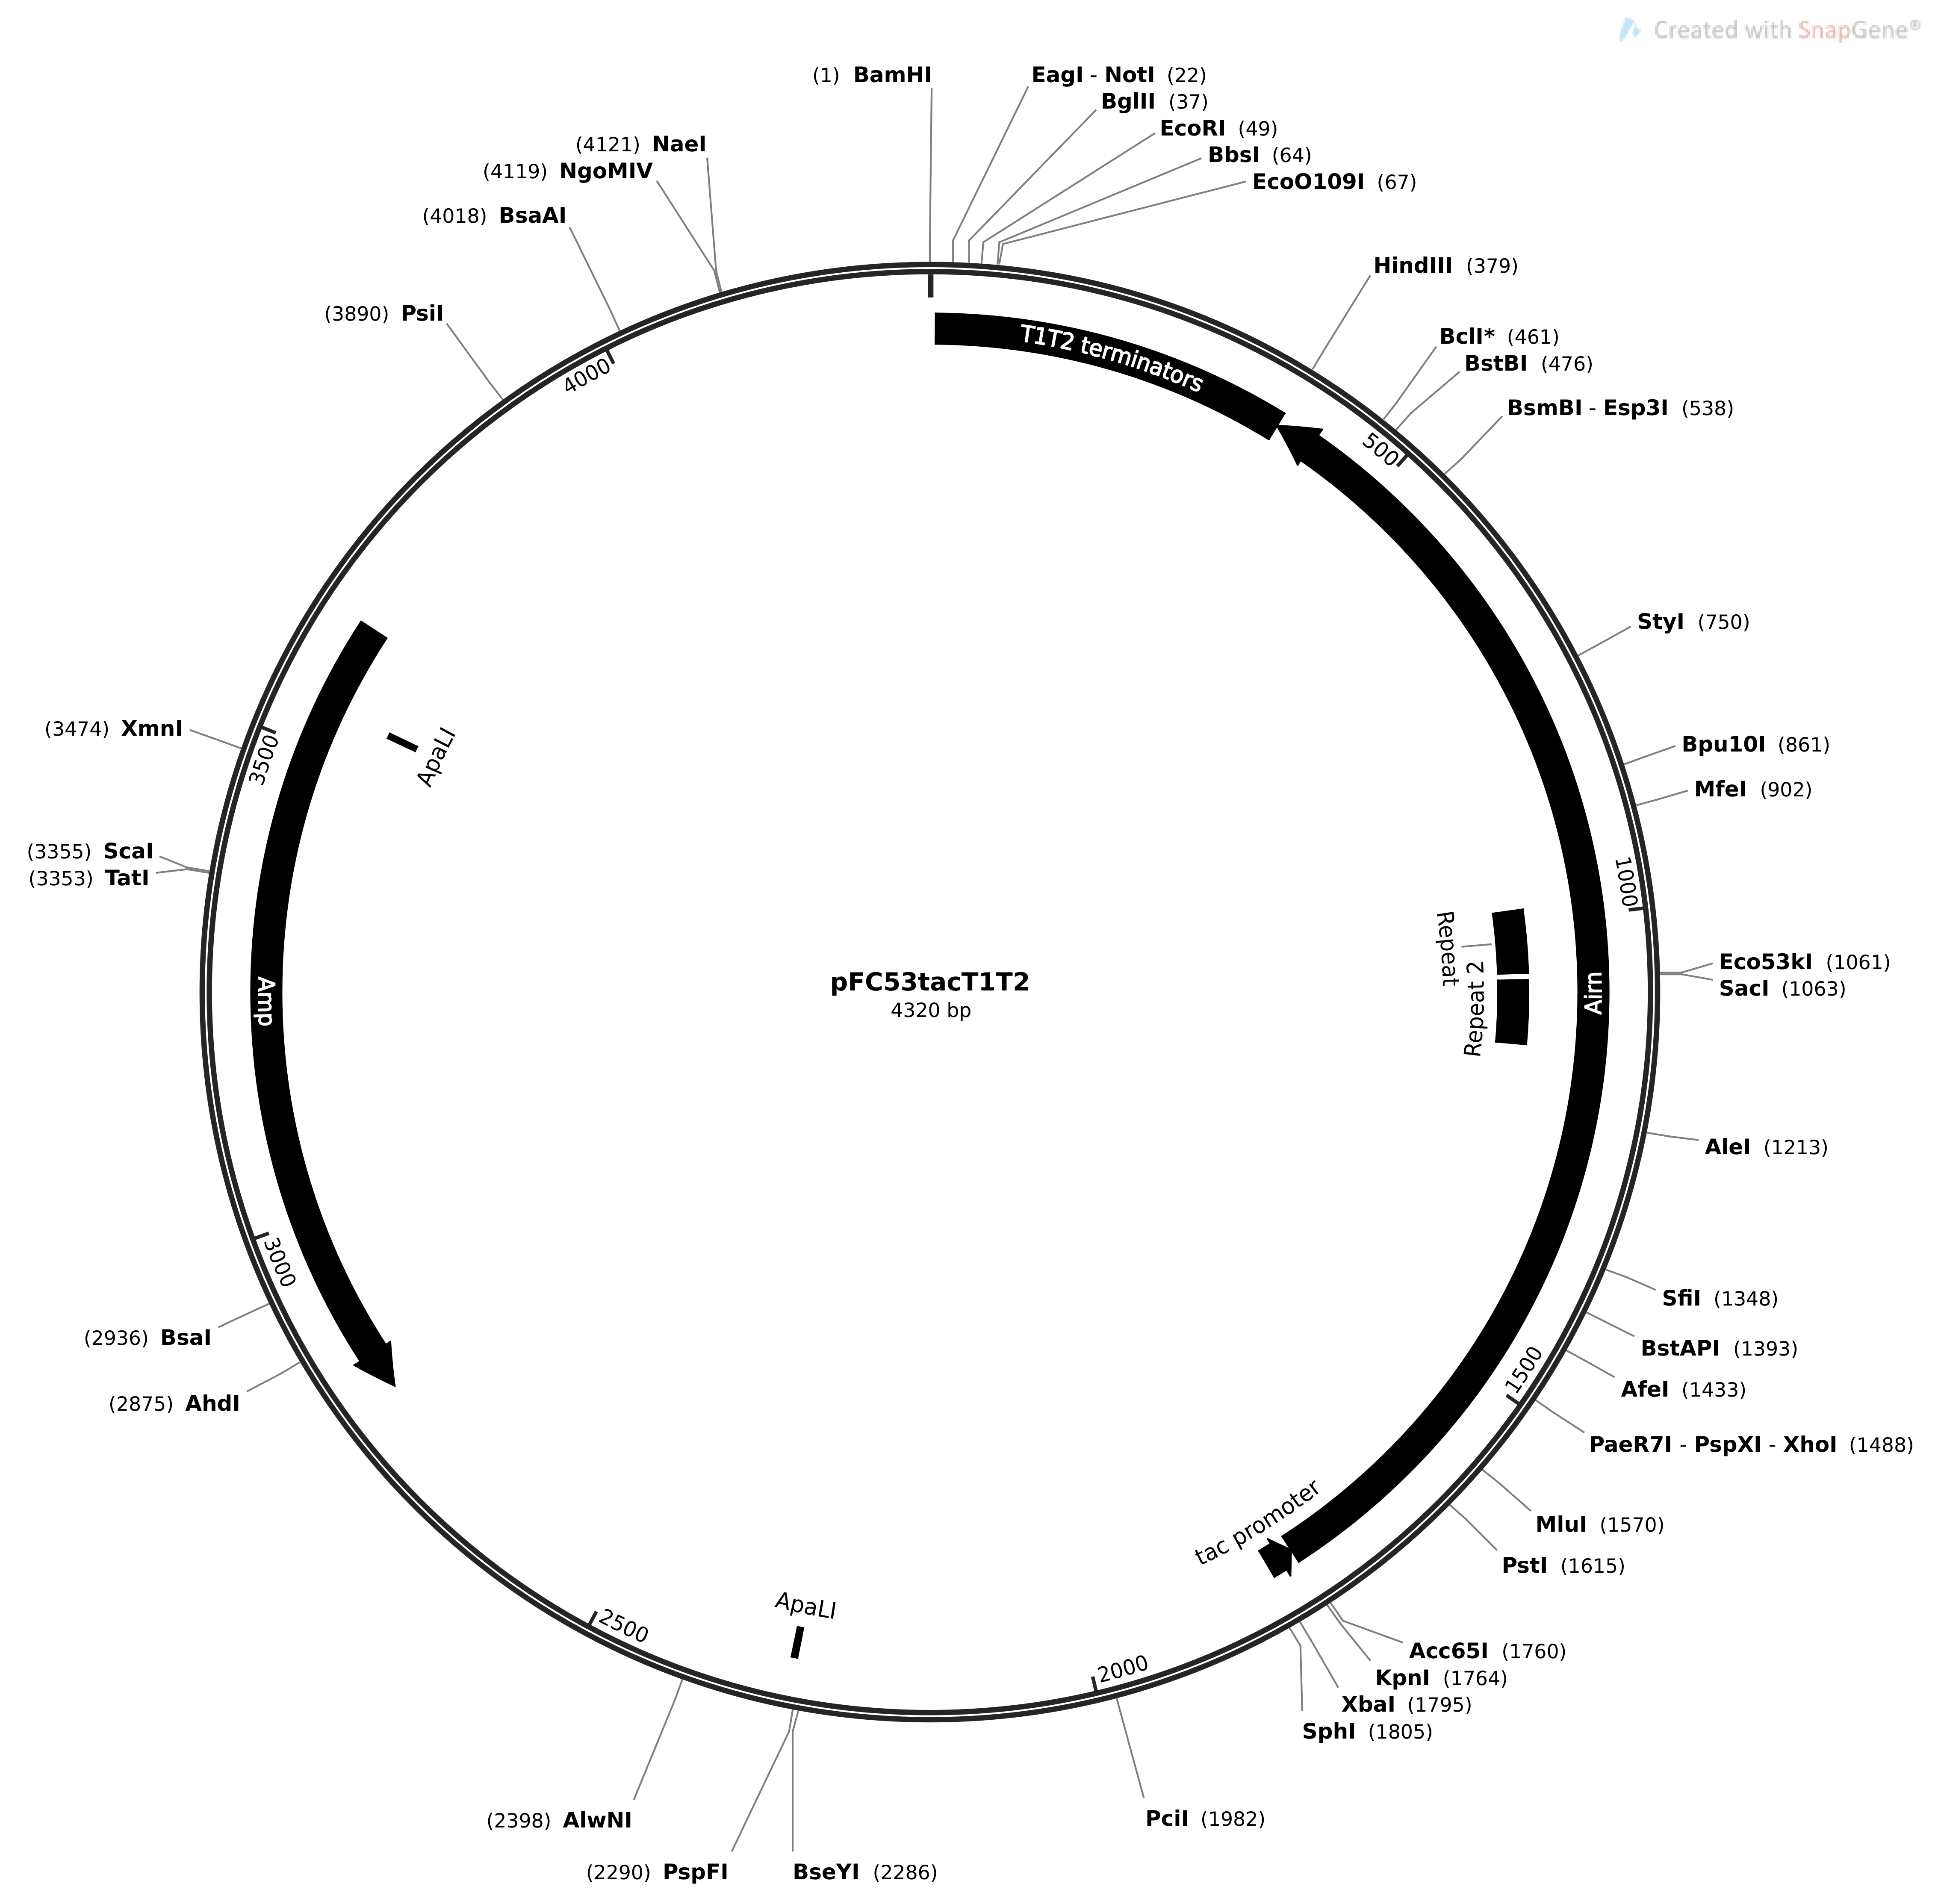 Created with SnapGene®
(1) BamHI
EagI - NotI (22)
BglII (37)
EcoRI (49)
BbsI (64)
EcoO109I (67)
(4121) NaeI
(4119) NgoMIV
(4018) BsaAI
(3890) PsiI
HindIII (379)
BclI* (461)
BstBI (476)
BsmBI - Esp3I (538)
StyI (750)
Bpu10I (861)
MfeI (902)
Eco53kI (1061)
SacI (1063)
AleI (1213)
SfiI (1348)
BstAPI (1393)
AfeI (1433)
PaeR7I - PspXI - XhoI (1488)
MluI (1570)
PstI (1615)
Acc65I (1760)
KpnI (1764)
XbaI (1795)
SphI (1805)
PciI (1982)
BseYI (2286)
(2290) PspFI
(2398) AlwNI
(2875) AhdI
(2936) BsaI
(3353) TatI
(3355) ScaI
(3474) XmnI
T1T2 terminators
500
1000
1500
2000
2500
3000
3500
4000
Airn
Repeat
Repeat 2
tac promoter
ApaLI
ApaLI
Amp
pFC53tacT1T2
4320 bp